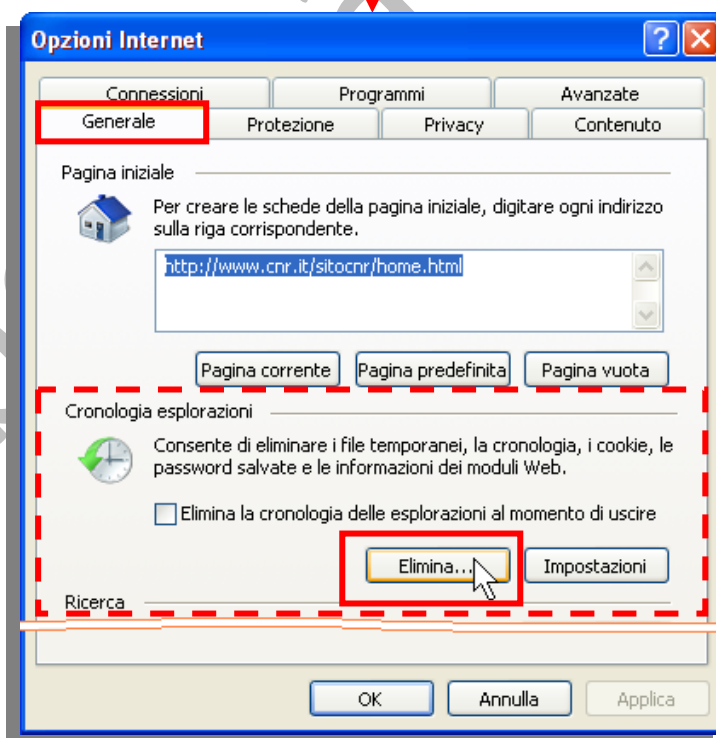 Opzioni Internet
Connessioni Programmi Avanzate
Generale Protezione Privacy Contenuto
Pagina iniziale
Per creare le schede della pagina iniziale, digitare ogni indirizzo
sulla riga corrispondente.
http://www.cnr.it/sitocnr/home.html
Pagina corrente Pagina predefinita Pagina vuota
Cronologia esplorazioni
Consente di eliminare i file temporanei, la cronologia, i cookie, le
password salvate e le informazioni dei moduli Web.
Elimina la cronologia delle esplorazioni al momento di uscire
Elimina... Impostazioni
Ricerca
OK Annulla Applica